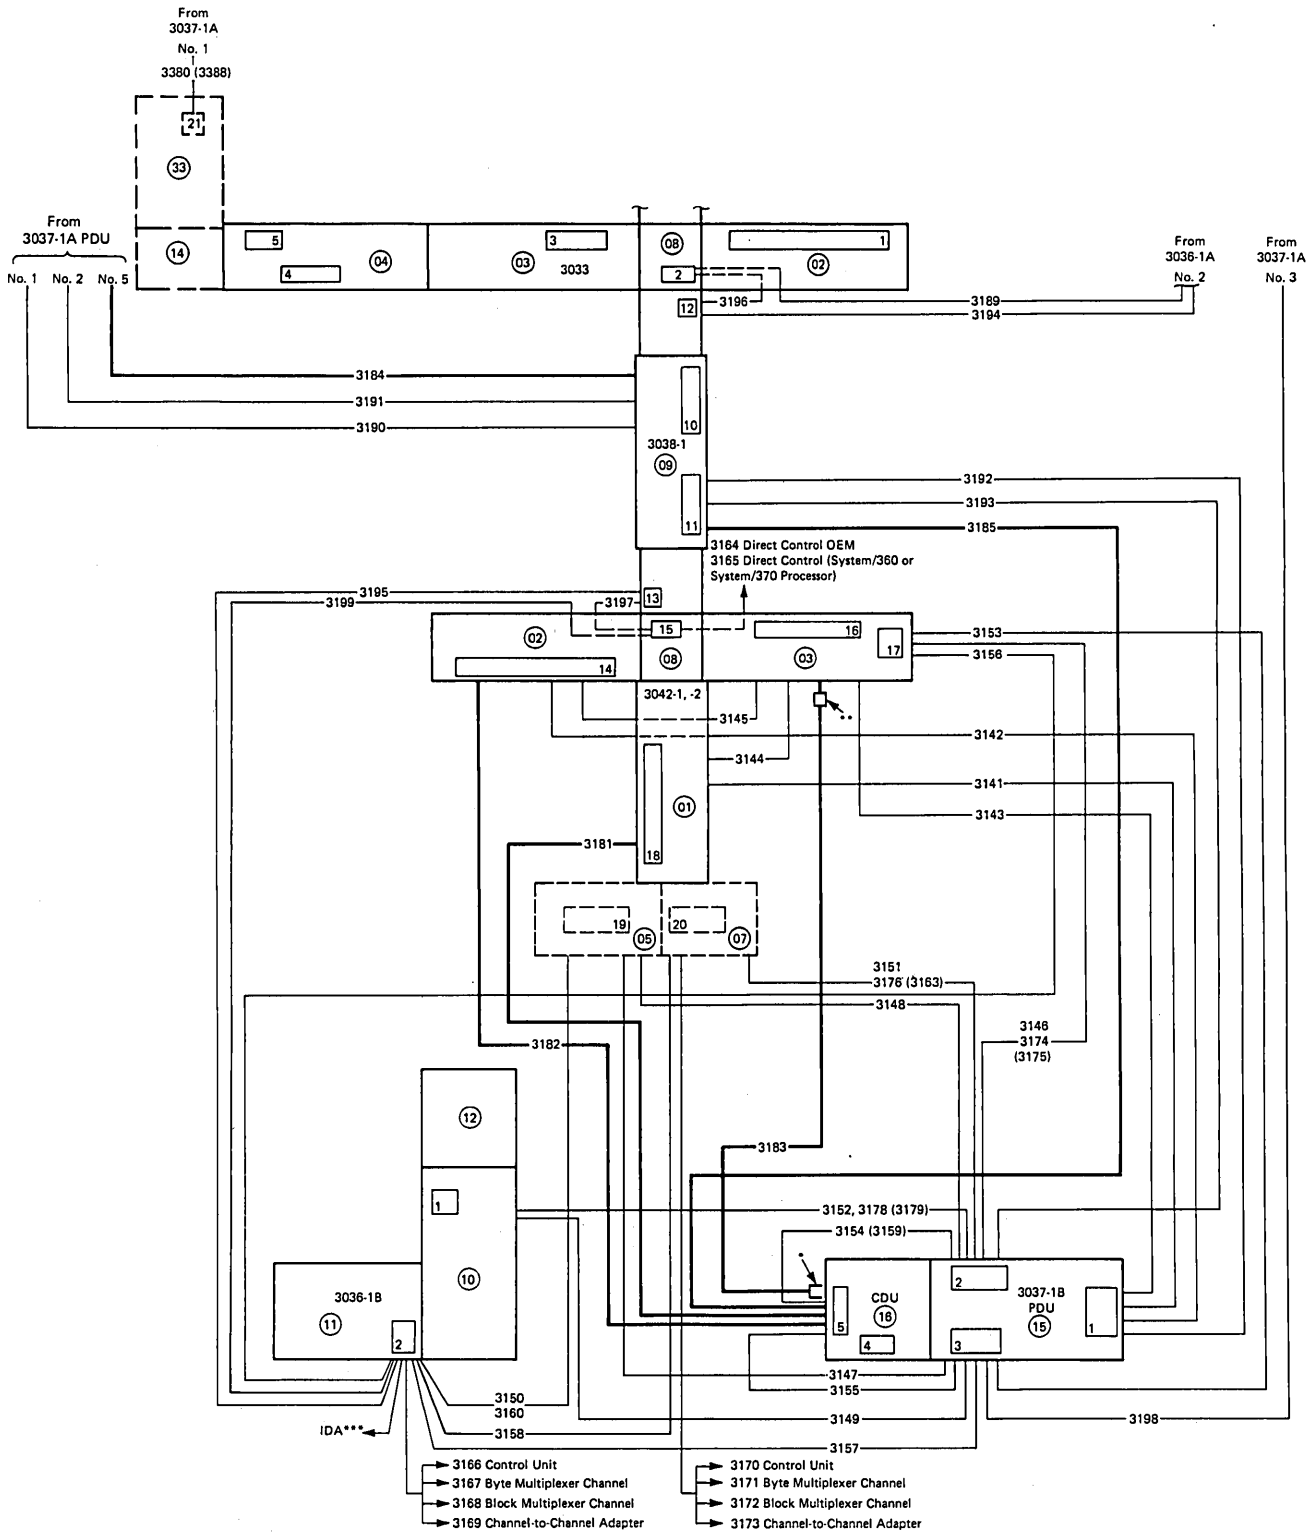 From
3037-1A
No. 1
3380 (3388)
21
33
From
3037-1A PDU
No. 1 No. 2 No. 5
14
5
4
04
03
3
3033
08
2
1
02
From
3036-1A
No. 2
From
3037-1A
No. 3
12
3196
3189
3194
3184
3191
3190
10
3038-1
09
11
3192
3193
3185
3164 Direct Control OEM
3165 Direct Control (System/360 or
System/370 Processor)
3195
3199
3197
13
02
15
16
17
14
08
03
3153
3156
3042-1, -2
3145
**
3142
3144
3141
3143
01
18
3181
19
05
20
07
3151
3176 (3163)
3148
3146
3174
(3175)
3182
12
3183
1
10
3152, 3178 (3179)
3154 (3159)
*
3036-1B
11
2
CDU
16
5
4
2
3037-1B
PDU
15
3
1
3147
3155
3150
3160
3149
3198
IDA***
3158
3157
3166 Control Unit
3167 Byte Multiplexer Channel
3168 Block Multiplexer Channel
3169 Channel-to-Channel Adapter
3170 Control Unit
3171 Byte Multiplexer Channel
3172 Block Multiplexer Channel
3173 Channel-to-Channel Adapter